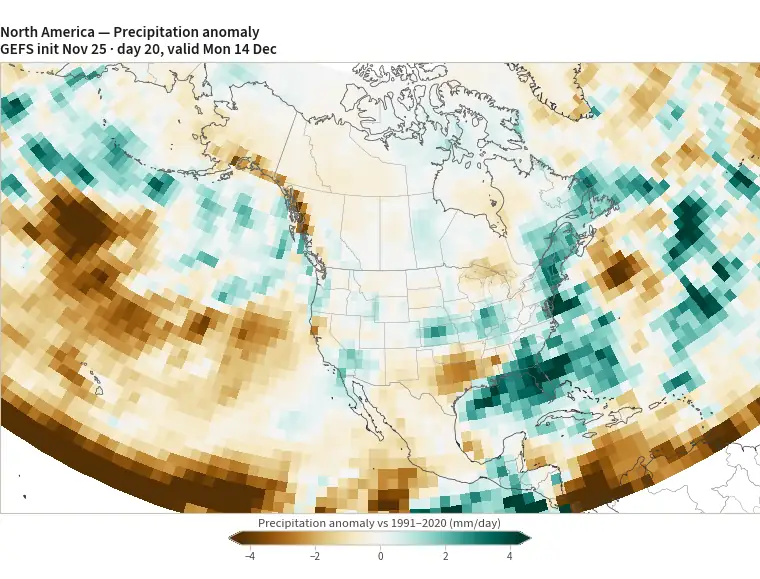 North America — Precipitation anomaly
GEFS init Nov 25 · day 20, valid Mon 14 Dec
Precipitation anomaly vs 1991–2020 (mm/day)
−4 −2 0 2 4